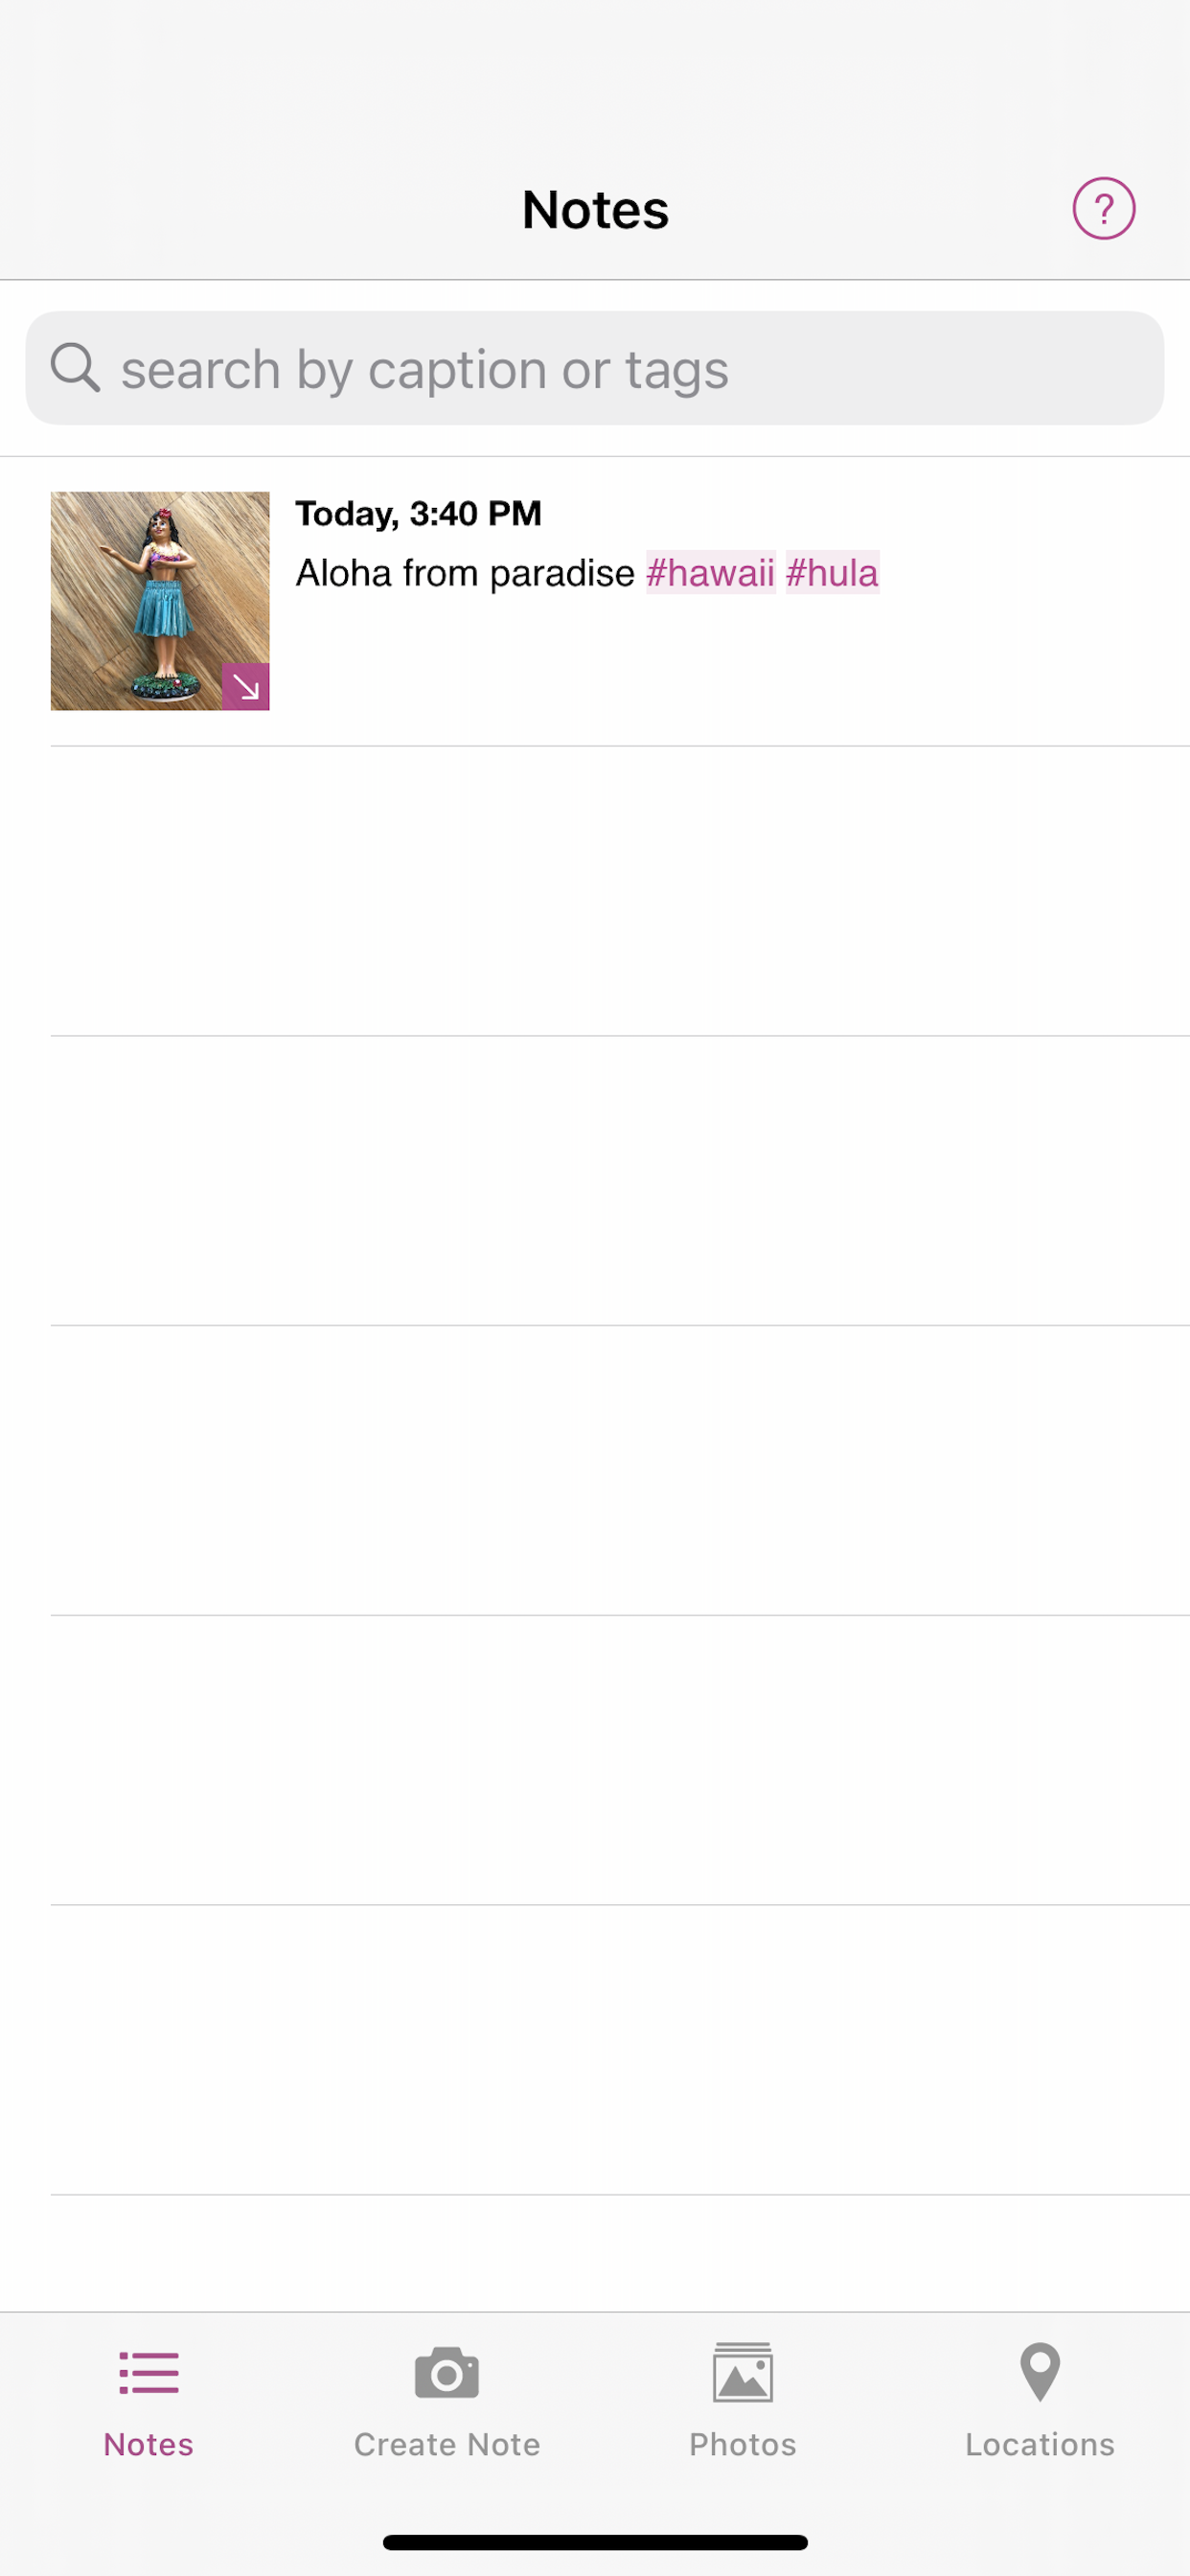 Notes
?
search by caption or tags
Today, 3:40 PM
Aloha from paradise #hawaii #hula
Notes
Create Note
Photos
Locations